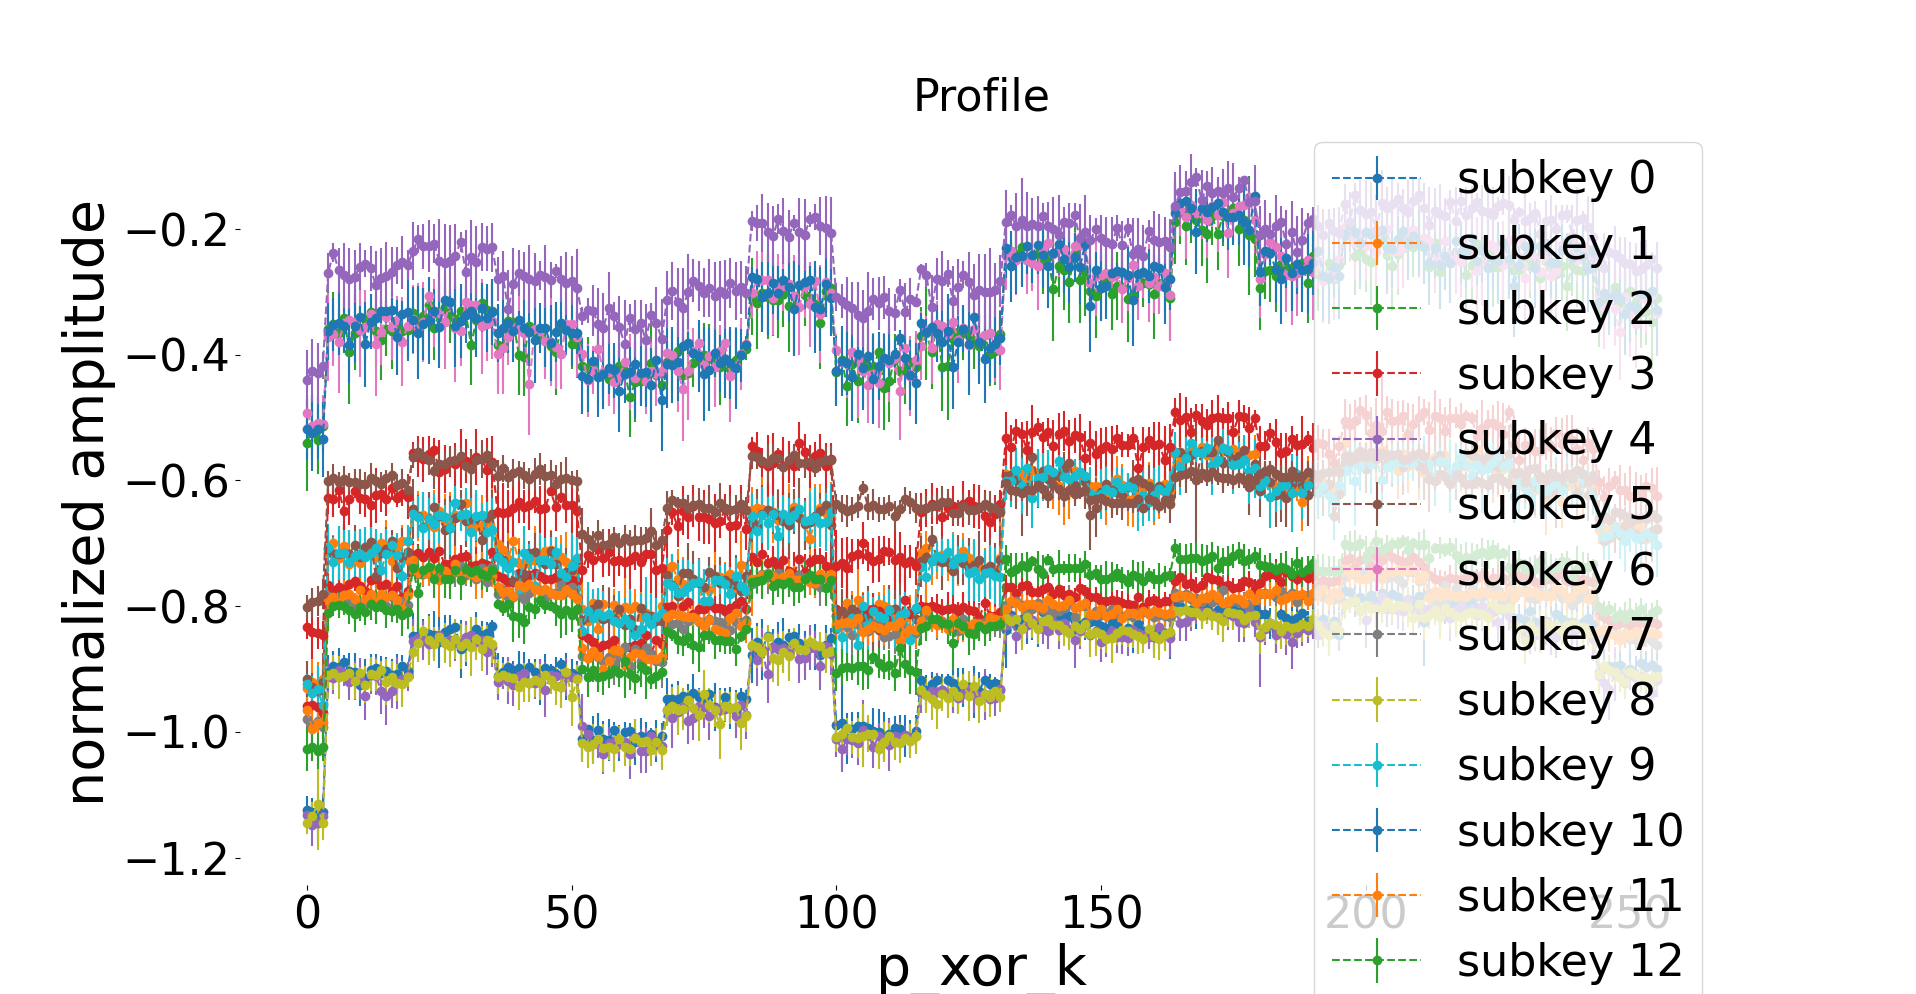 Profile
normalized amplitude
−0.2
−0.4
−0.6
−0.8
−1.0
−1.2
0 50 100 150 200 250
p_xor_k
subkey 0
subkey 1
subkey 2
subkey 3
subkey 4
subkey 5
subkey 6
subkey 7
subkey 8
subkey 9
subkey 10
subkey 11
subkey 12